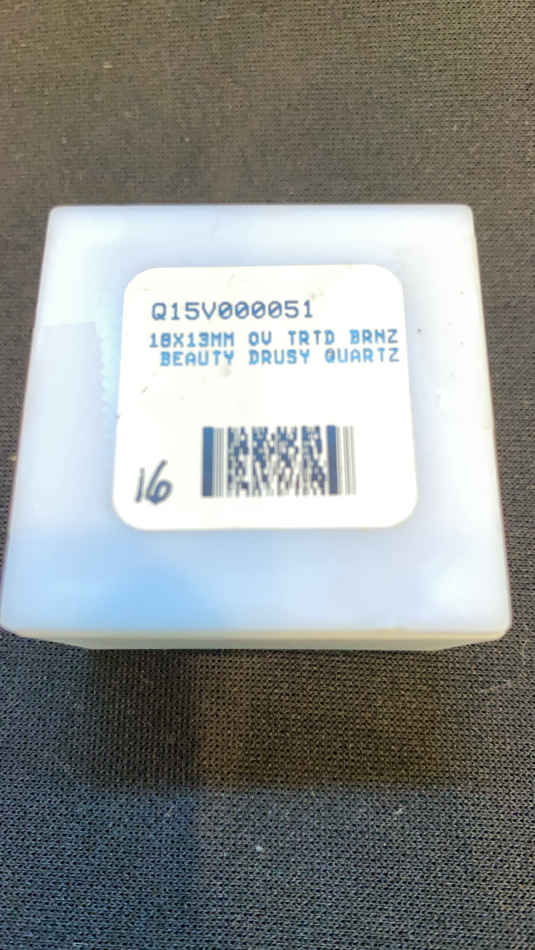 Q15V000051
18X13MM OV TRTD BRNZ
BEAUTY DRUSY QUARTZ
16